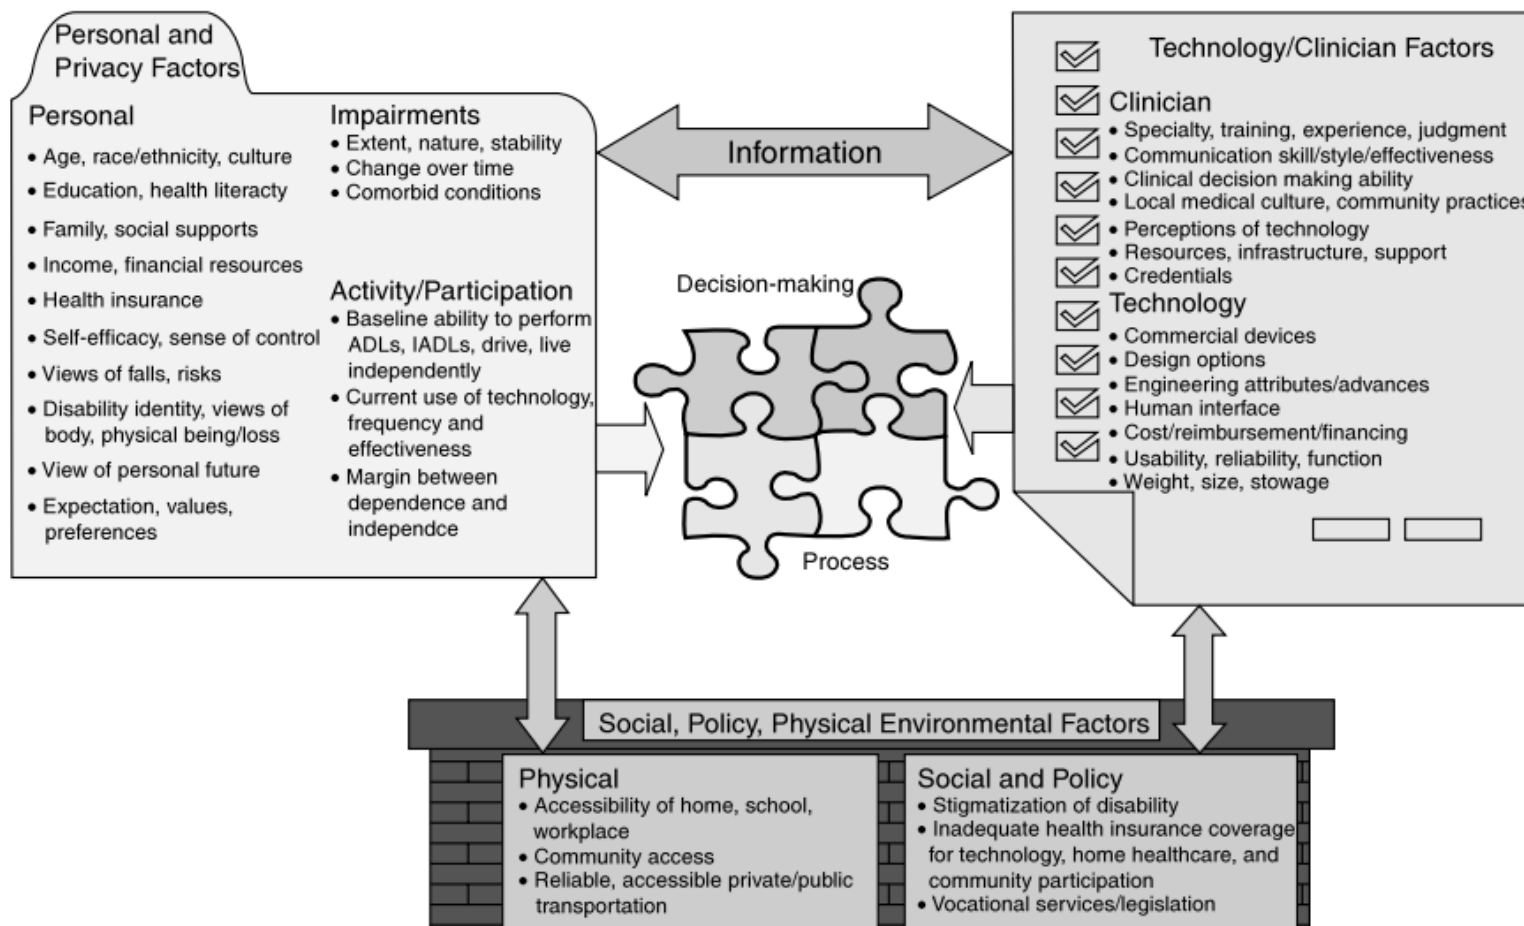 Personal and
Privacy Factors
Personal
• Age, race/ethnicity, culture
• Education, health literacty
• Family, social supports
• Income, financial resources
• Health insurance
• Self-efficacy, sense of control
• Views of falls, risks
• Disability identity, views of
body, physical being/loss
• View of personal future
• Expectation, values,
preferences
Impairments
• Extent, nature, stability
• Change over time
• Comorbid conditions
Activity/Participation
• Baseline ability to perform
ADLs, IADLs, drive, live
independently
• Current use of technology,
frequency and
effectiveness
• Margin between
dependence and
independce
Information
Decision-making
Process
Technology/Clinician Factors
Clinician
• Specialty, training, experience, judgment
• Communication skill/style/effectiveness
• Clinical decision making ability
• Local medical culture, community practices
• Perceptions of technology
• Resources, infrastructure, support
• Credentials
Technology
• Commercial devices
• Design options
• Engineering attributes/advances
• Human interface
• Cost/reimbursement/financing
• Usability, reliability, function
• Weight, size, stowage
Social, Policy, Physical Environmental Factors
Physical
• Accessibility of home, school,
workplace
• Community access
• Reliable, accessible private/public
transportation
Social and Policy
• Stigmatization of disability
• Inadequate health insurance coverage
for technology, home healthcare, and
community participation
• Vocational services/legislation